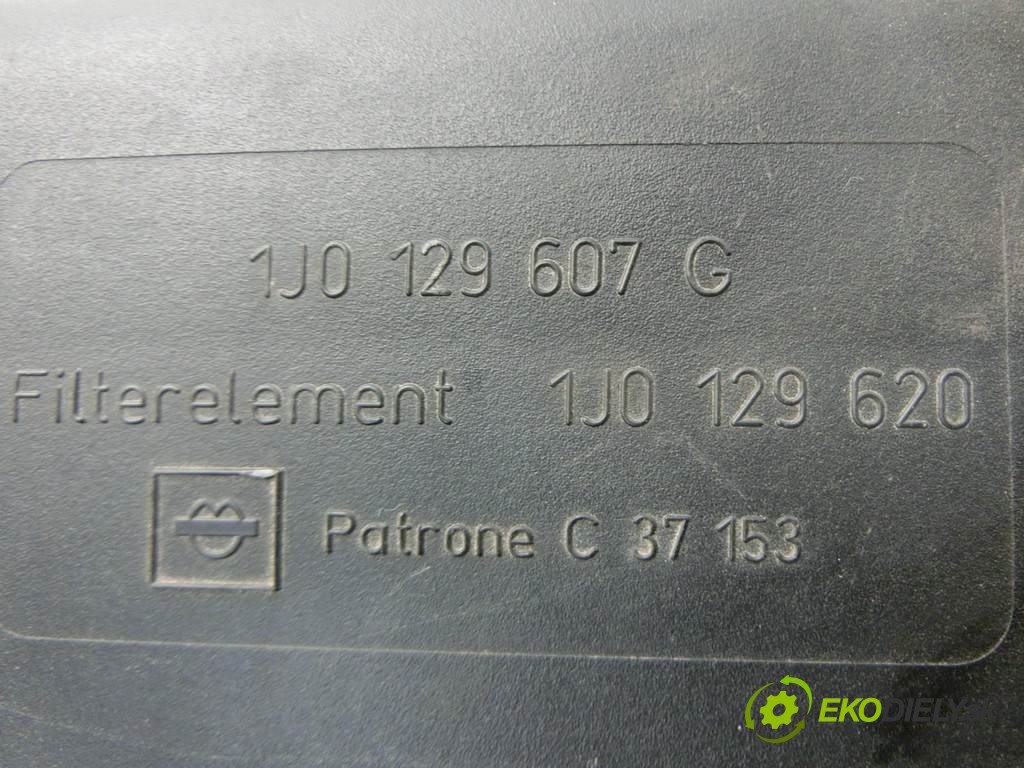 1J0 129 607 G
Filterelement 1J0 129 620
Patrone C 37 153
EKODIELY